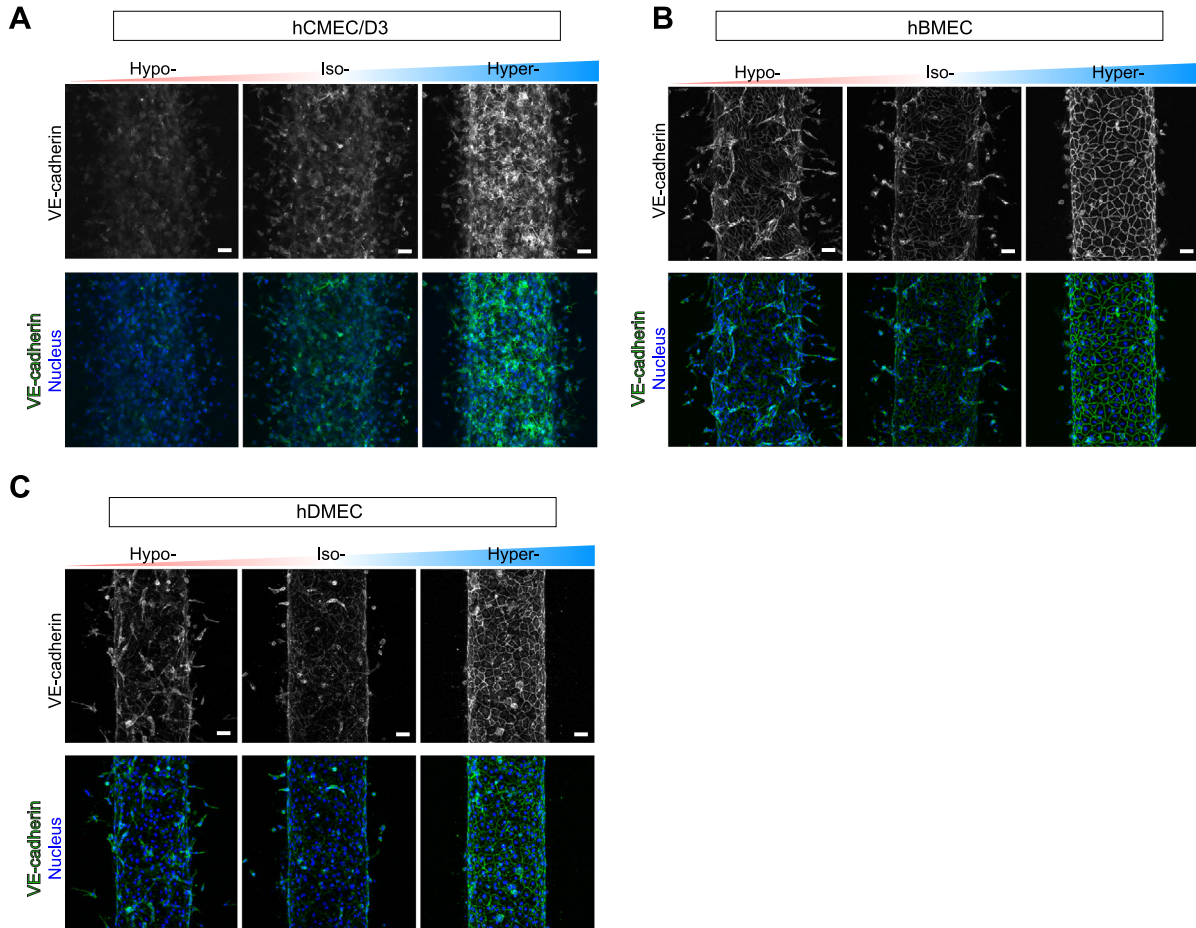 A
hCMEC/D3
Hypo-
Iso-
Hyper-
VE-cadherin
VE-cadherin
Nucleus
B
hBMEC
Hypo-
Iso-
Hyper-
VE-cadherin
VE-cadherin
Nucleus
C
hDMEC
Hypo-
Iso-
Hyper-
VE-cadherin
VE-cadherin
Nucleus